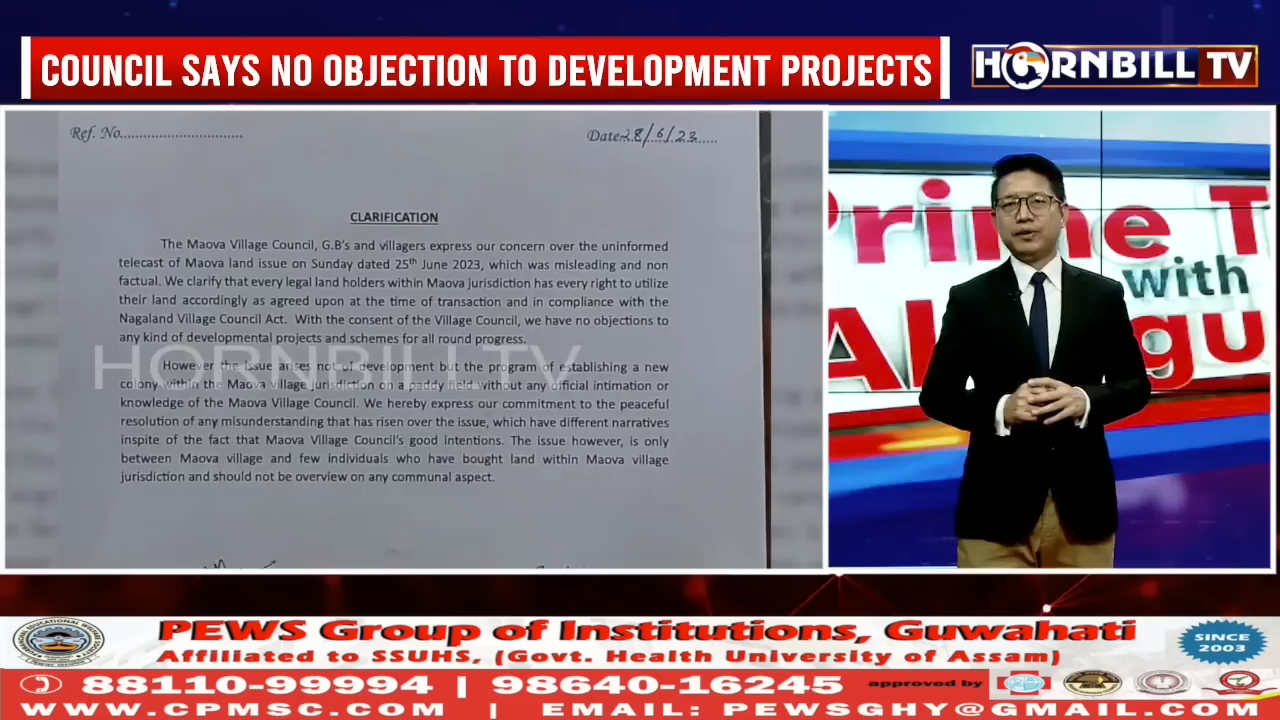 COUNCIL SAYS NO OBJECTION TO DEVELOPMENT PROJECTS
HORNBILL TV
Ref. No..............................
Date 28/6/23
CLARIFICATION
The Maova Village Council, G.B's and villagers express our concern over the uninformed
telecast of Maova land issue on Sunday dated 25th June 2023, which was misleading and non
factual. We clarify that every legal land holders within Maova jurisdiction has every right to utilize
their land accordingly as agreed upon at the time of transaction and in compliance with the
Nagaland Village Council Act. With the consent of the Village Council, we have no objections to
any kind of developmental projects and schemes for all round progress.
HORNBILL TV
However the issue arises not of development but the program of establishing a new
colony within the Maova village jurisdiction on a paddy field without any official intimation or
knowledge of the Maova Village Council. We hereby express our commitment to the peaceful
resolution of any misunderstanding that has risen over the issue, which have different narratives
inspite of the fact that Maova Village Council's good intentions. The issue however, is only
between Maova village and few individuals who have bought land within Maova village
jurisdiction and should not be overview on any communal aspect.
Prime T
with
PEWS Group of Institutions, Guwahati
Affiliated to SSUHS, (Govt. Health University of Assam)
SINCE
2003
88110-99994 | 98640-16245
approved by
WWW.CPMSC.COM | EMAIL: PEWSGHY@GMAIL.COM